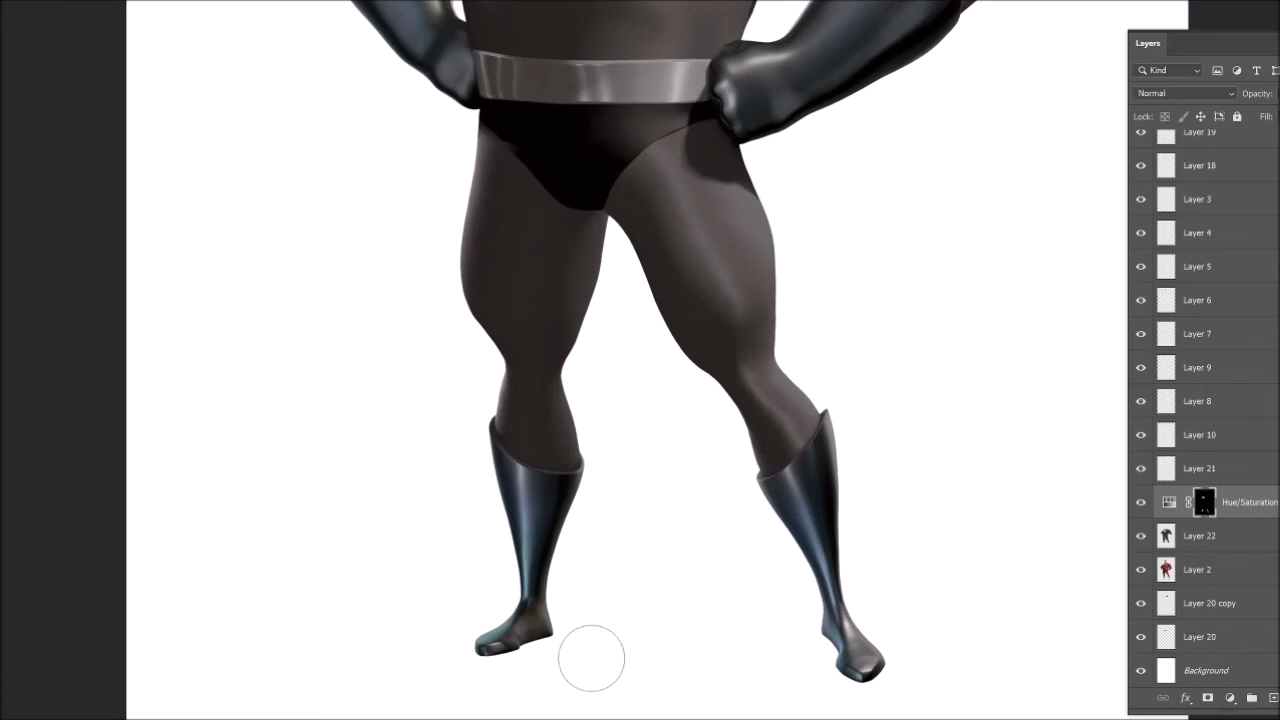 Layers
Kind
Normal
Opacity:
Lock:
Fill:
Layer 19
Layer 18
Layer 3
Layer 4
Layer 5
Layer 6
Layer 7
Layer 9
Layer 8
Layer 10
Layer 21
Hue/Saturation
Layer 22
Layer 2
Layer 20 copy
Layer 20
Background
fx